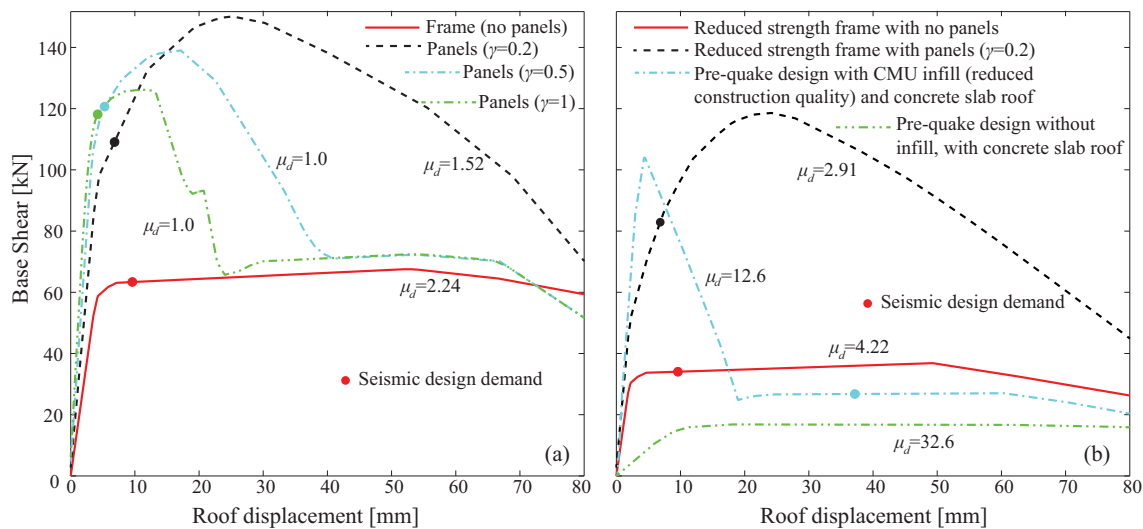 Base Shear [kN]
140
120
100
80
60
40
20
0
0 10 20 30 40 50 60 70 80
Roof displacement [mm]
Frame (no panels)
Panels (γ=0.2)
Panels (γ=0.5)
Panels (γ=1)
μd=1.0
μd=1.52
μd=1.0
μd=2.24
Seismic design demand
(a)
Reduced strength frame with no panels
Reduced strength frame with panels (γ=0.2)
Pre-quake design with CMU infill (reduced
construction quality) and concrete slab roof
Pre-quake design without
infill, with concrete slab roof
μd=2.91
μd=12.6
Seismic design demand
μd=4.22
μd=32.6
(b)
0 10 20 30 40 50 60 70 80
Roof displacement [mm]